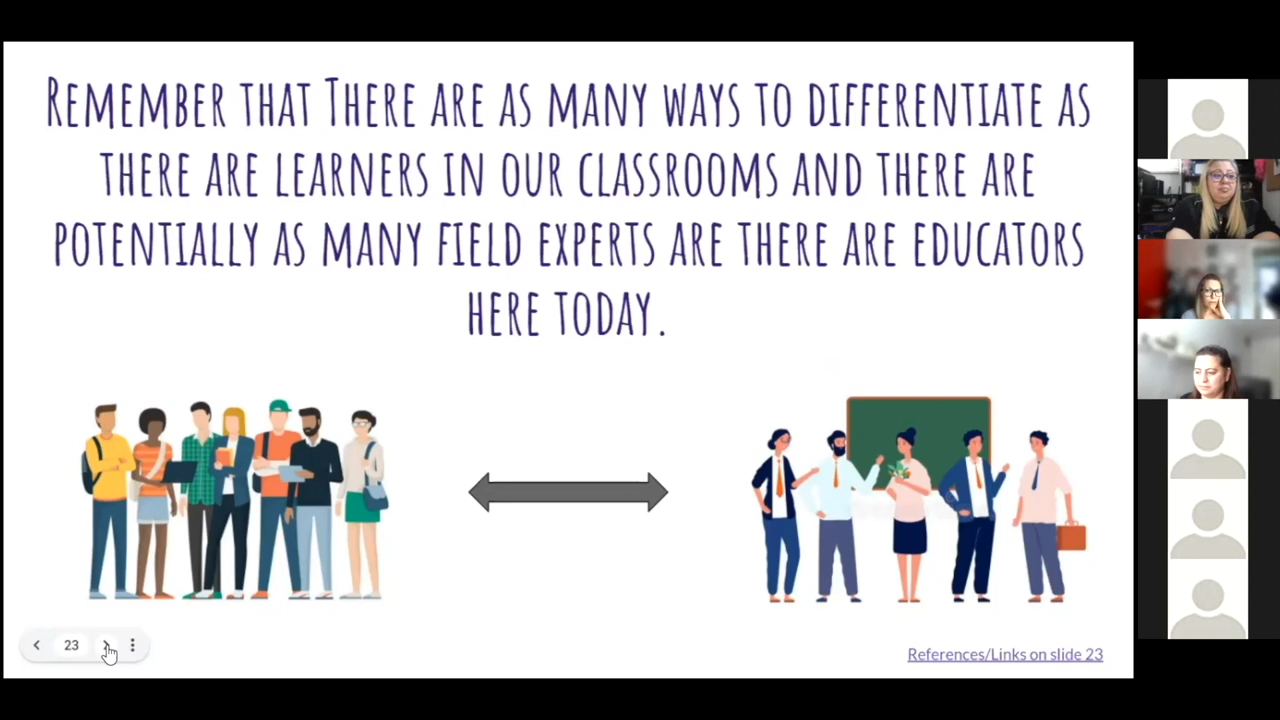 Remember that There are as many ways to differentiate as
there are learners in our classrooms and there are
potentially as many field experts are there are educators
here today.
23
References/Links on slide 23